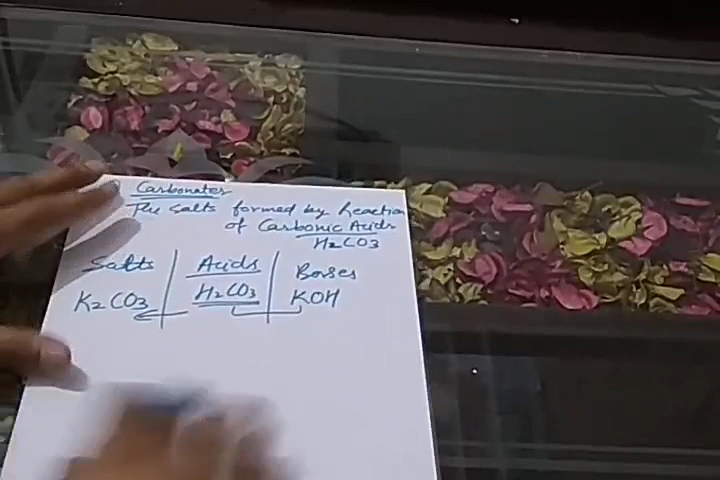 Carbonates
The Salts formed by Reaction
of Carbonic Acids
H2CO3
Salts | Acids | Bases
K2CO3 | H2CO3 | KOH